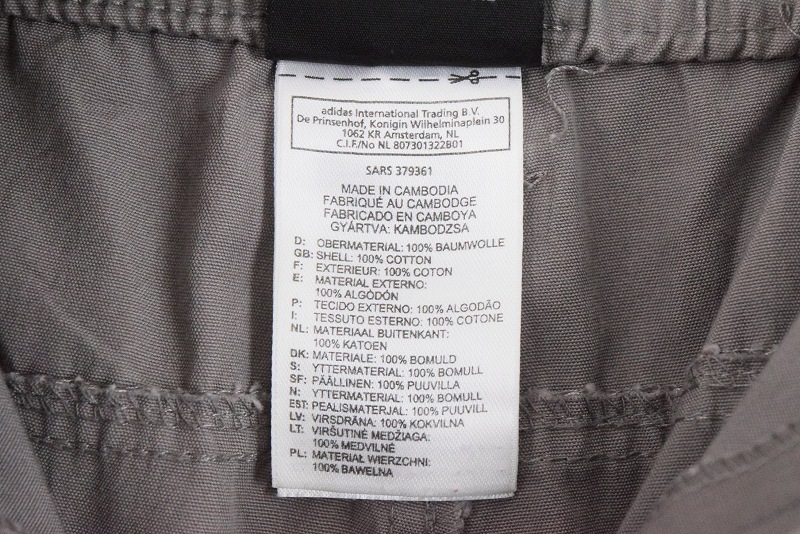 adidas International Trading B.V.
De Prinsenhof, Konigin Wilhelminaplein 30
1062 KR Amsterdam, NL
C.I.F./No NL 807301322B01
SARS 379361
MADE IN CAMBODIA
FABRIQUÉ AU CAMBODGE
FABRICADO EN CAMBOYA
GYÁRTVA: KAMBODZSA
D: OBERMATERIAL: 100% BAUMWOLLE
GB: SHELL: 100% COTTON
F: EXTERIEUR: 100% COTON
E: MATERIAL EXTERNO:
100% ALGÓDÓN
P: TECIDO EXTERNO: 100% ALGODÃO
I: TESSUTO ESTERNO: 100% COTONE
NL: MATERIAAL BUITENKANT:
100% KATOEN
DK: MATERIALE: 100% BOMULD
S: YTTERMATERIAL: 100% BOMULL
SF: PÄÄLLINEN: 100% PUUVILLA
N: YTTERMATERIAL: 100% BOMULL
EST: PEALISMATERJAL: 100% PUUVILL
LV: VIRSDRĀNA: 100% KOKVILNA
LT: VIRŠUTINĖ MEDŽIAGA:
100% MEDVILNĖ
PL: MATERIAŁ WIERZCHNI:
100% BAWEŁNA